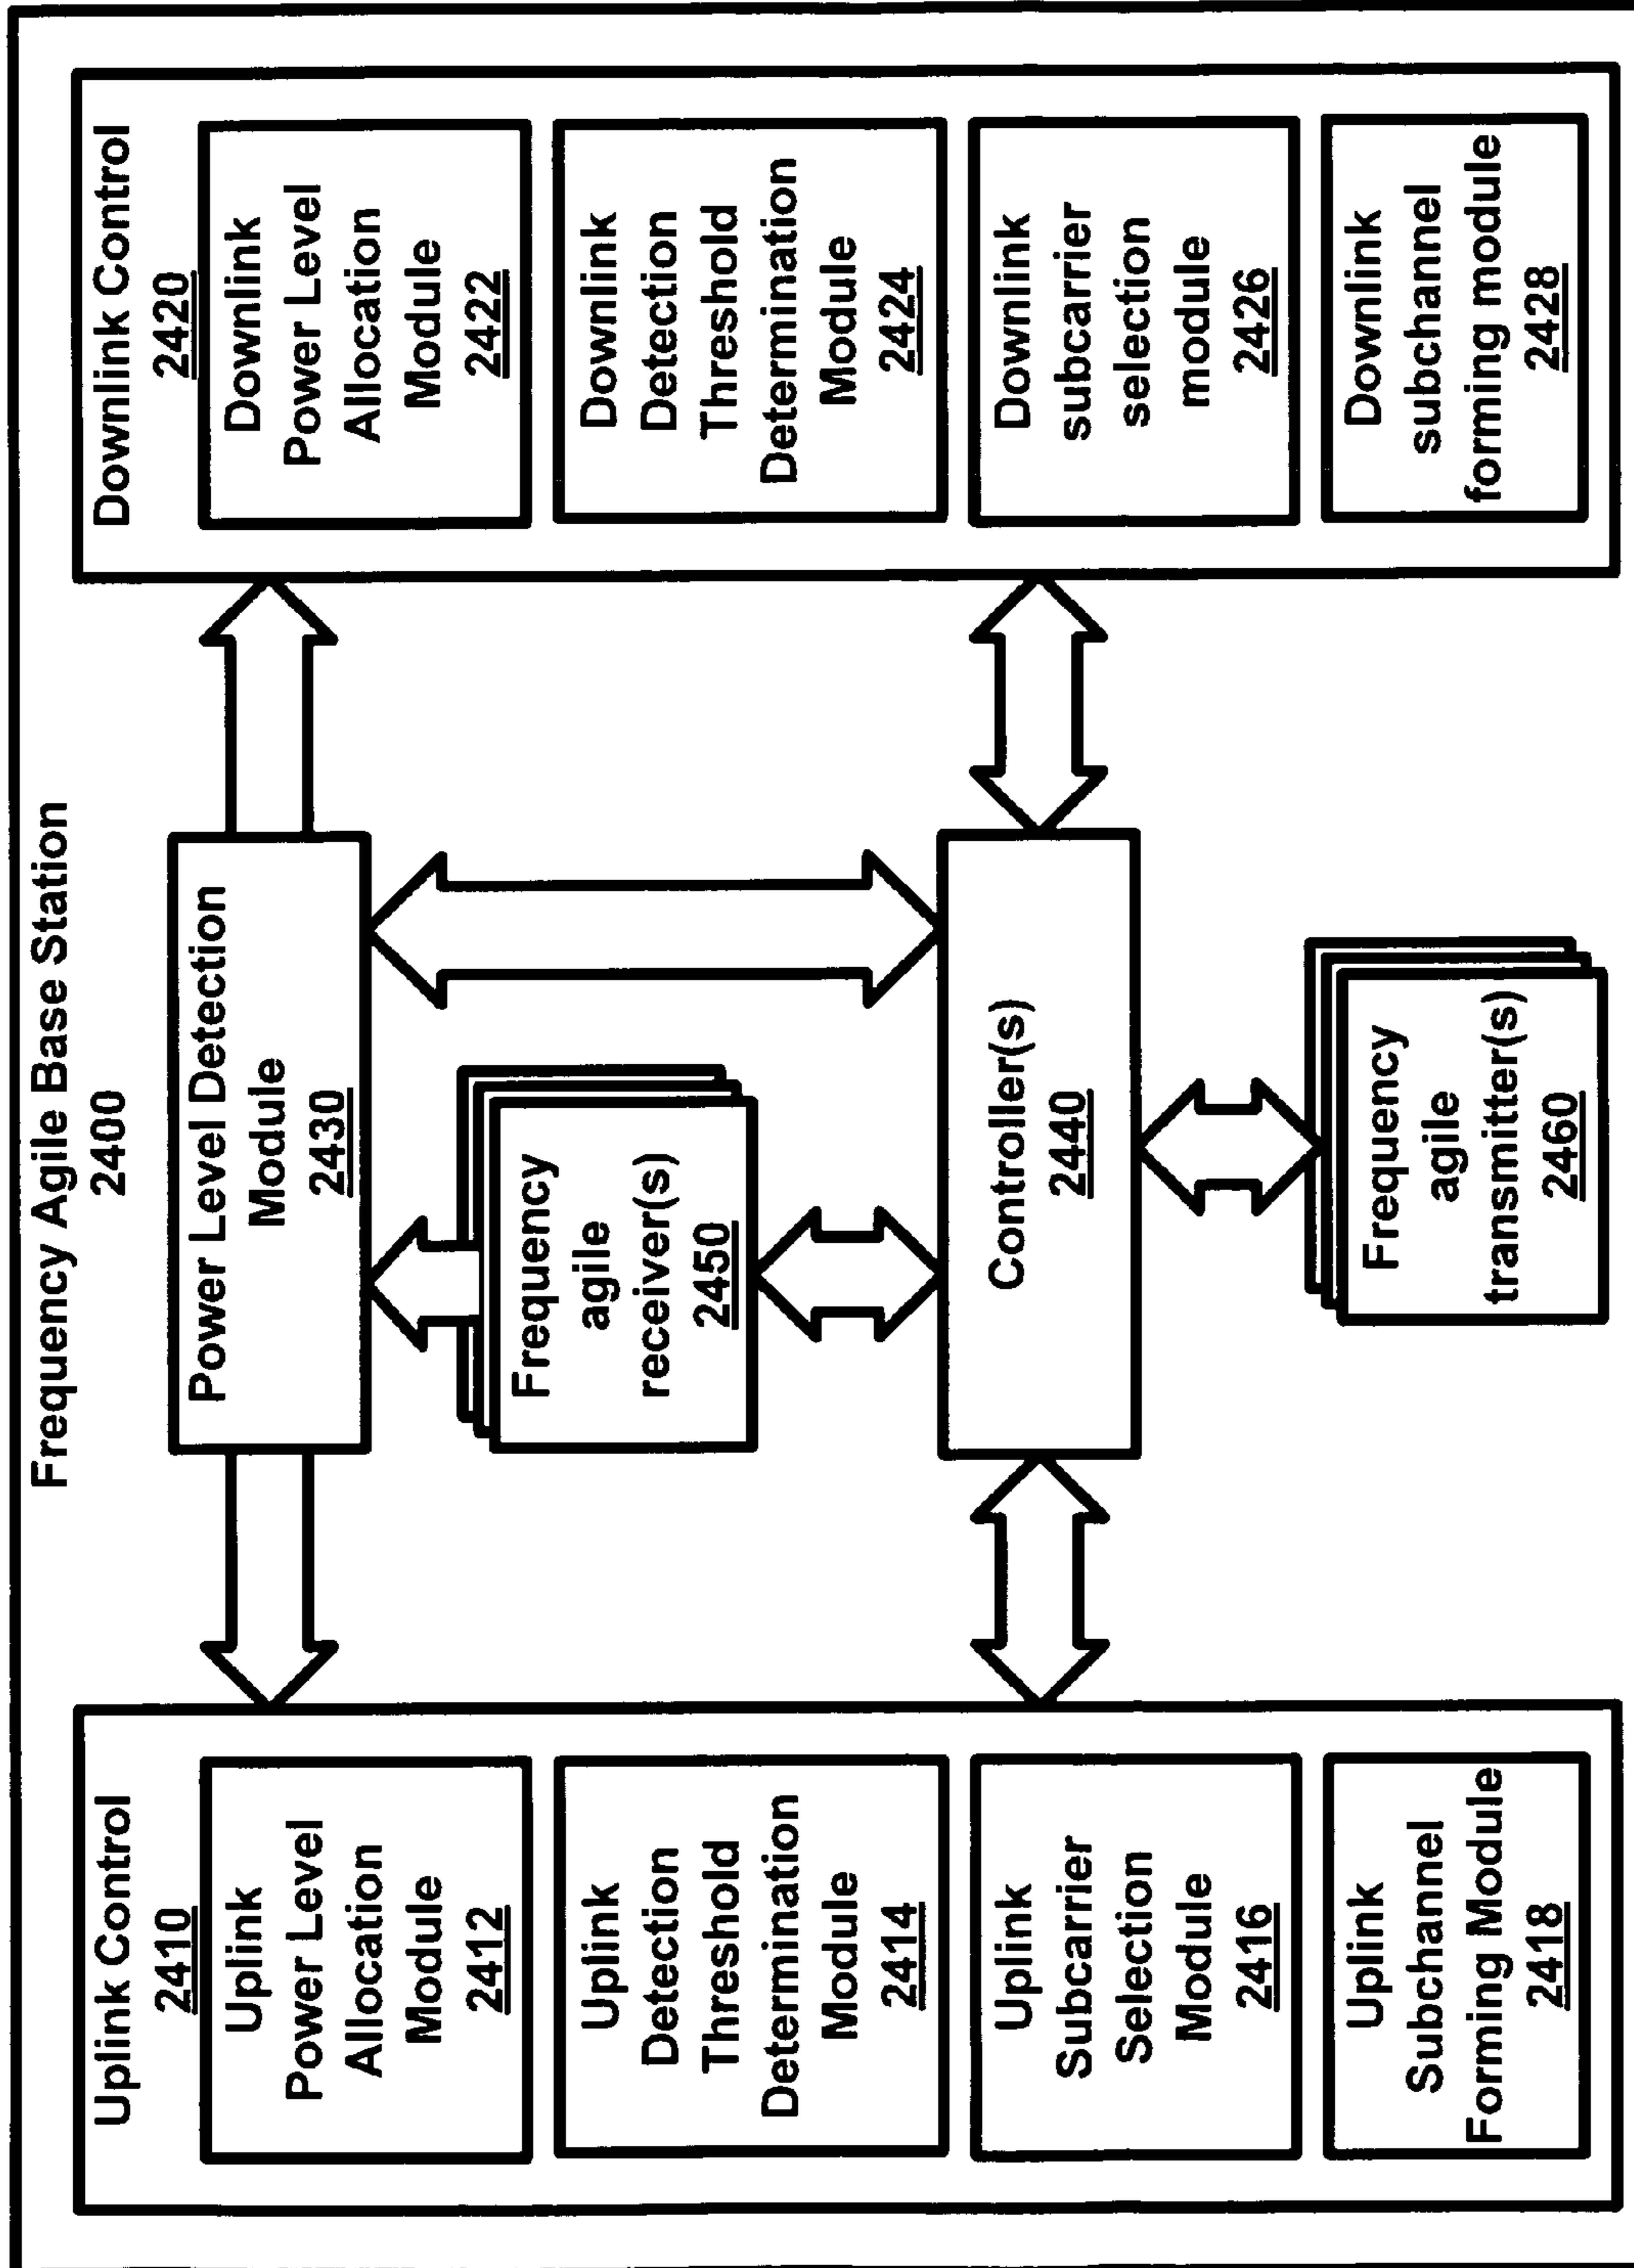 Frequency Agile Base Station
2400
Uplink Control
2410
Uplink
Power Level
Allocation
Module
2412
Uplink
Detection
Threshold
Determination
Module
2414
Uplink
Subcarrier
Selection
Module
2416
Uplink
Subchannel
Forming Module
2418
Power Level Detection
Module
2430
Frequency
agile
receiver(s)
2450
Controller(s)
2440
Frequency
agile
transmitter(s)
2460
Downlink Control
2420
Downlink
Power Level
Allocation
Module
2422
Downlink
Detection
Threshold
Determination
Module
2424
Downlink
subcarrier
selection
module
2426
Downlink
subchannel
forming module
2428